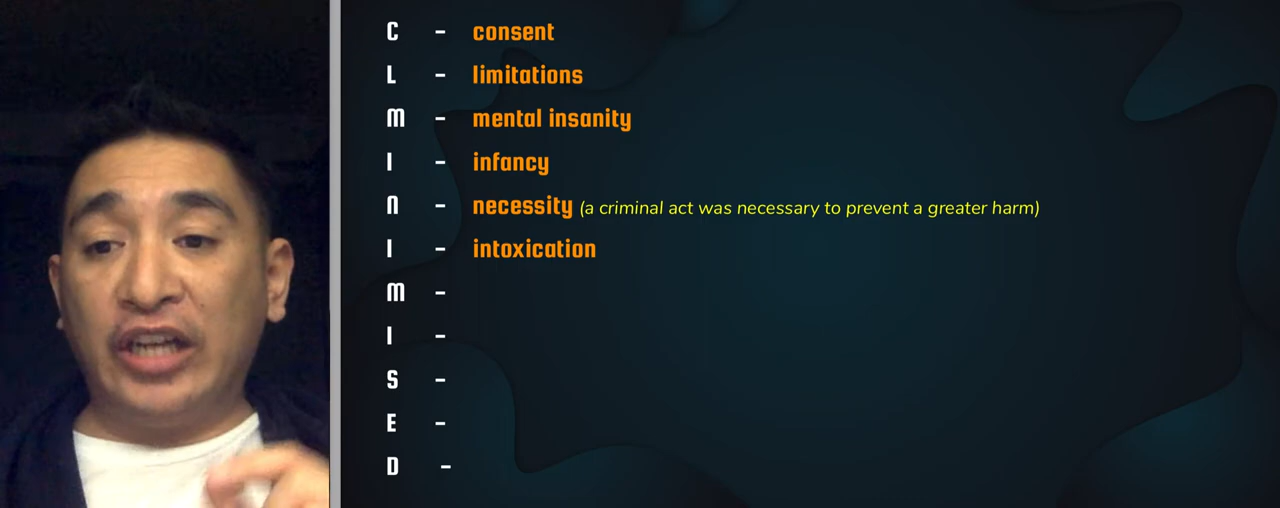 C - consent
L - limitations
M - mental insanity
I - infancy
N - necessity (a criminal act was necessary to prevent a greater harm)
I - intoxication
M -
I -
S -
E -
D -